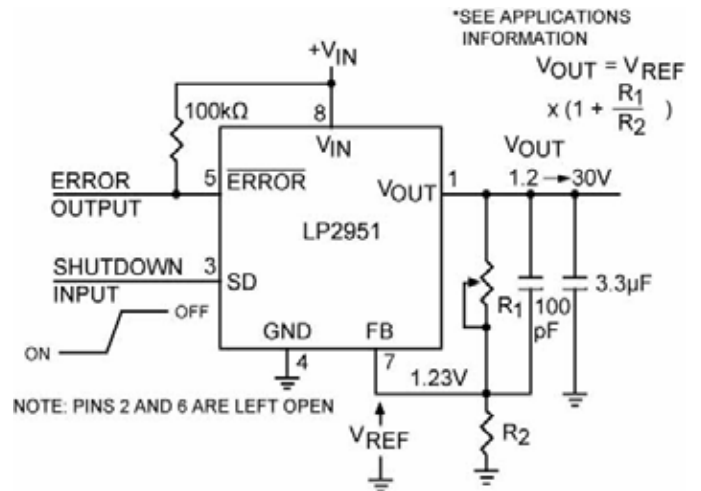 *SEE APPLICATIONS
INFORMATION
+VIN
VOUT = VREF
x (1 + R1
R2 )
100kΩ
8
VIN
VOUT
ERROR
OUTPUT
5
ERROR
VOUT
1
1.2 → 30V
LP2951
SHUTDOWN
INPUT
3
SD
R1
100
pF
3.3µF
OFF
ON
GND
FB
4
7
1.23V
NOTE: PINS 2 AND 6 ARE LEFT OPEN
VREF
R2